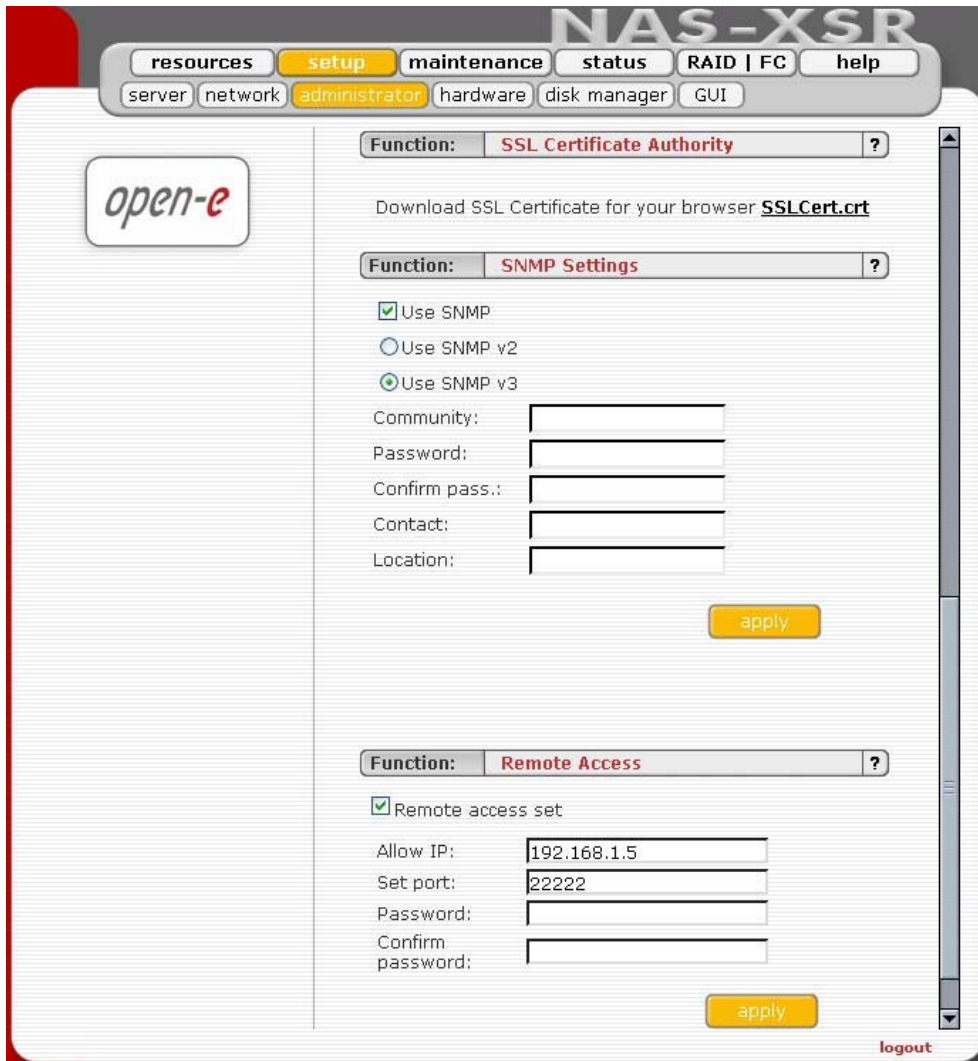 NAS-XSR
resources setup maintenance status RAID | FC help
server network administrator hardware disk manager GUI
open-e
Function: SSL Certificate Authority ?
Download SSL Certificate for your browser SSLCert.crt
Function: SNMP Settings ?
Use SNMP
Use SNMP v2
Use SNMP v3
Community:
Password:
Confirm pass.:
Contact:
Location:
apply
Function: Remote Access ?
Remote access set
Allow IP: 192.168.1.5
Set port: 22222
Password:
Confirm
password:
apply
logout